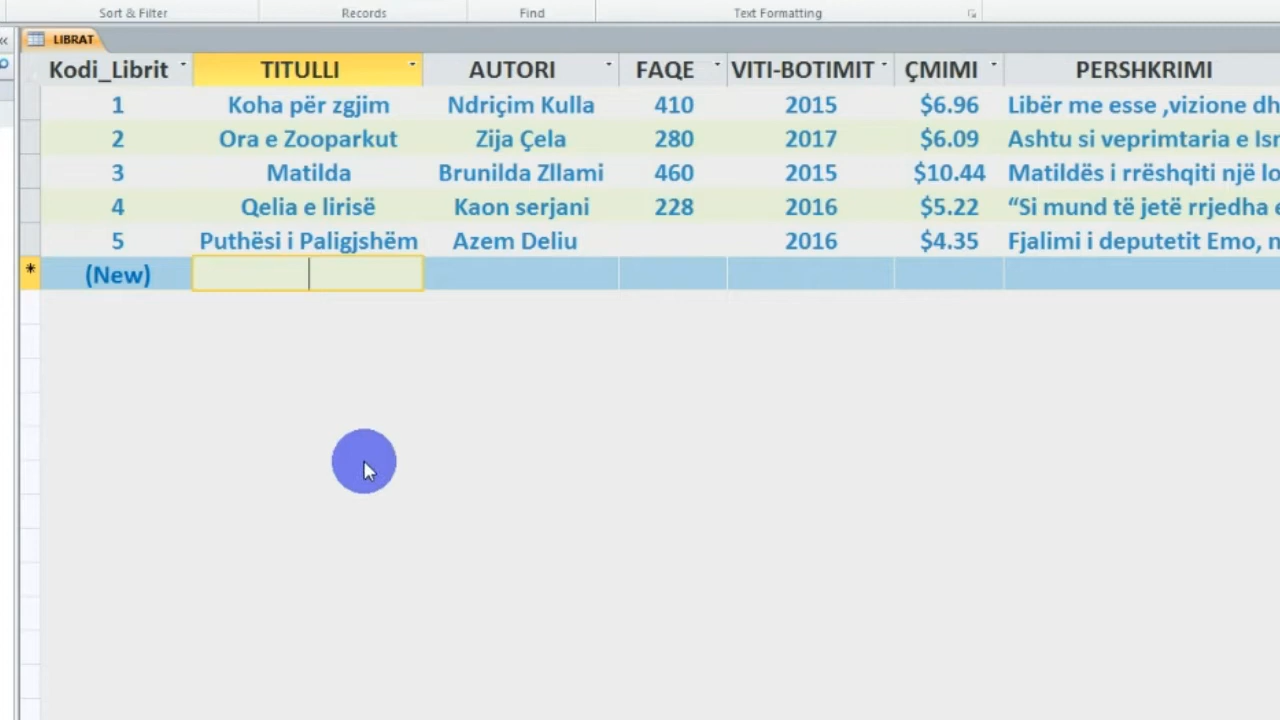 Sort & Filter Records Find Text Formatting
LIBRAT
Kodi_Librit TITULLI AUTORI FAQE VITI-BOTIMIT ÇMIMI PERSHKRIMI
1 Koha për zgjim Ndriçim Kulla 410 2015 $6.96 Libër me esse ,vizione dh
2 Ora e Zooparkut Zija Çela 280 2017 $6.09 Ashtu si veprimtaria e Isn
3 Matilda Brunilda Zllami 460 2015 $10.44 Matildës i rrëshqiti një lo
4 Qelia e lirisë Kaon serjani 228 2016 $5.22 “Si mund të jetë rrjedha e
5 Puthësi i Paligjshëm Azem Deliu 2016 $4.35 Fjalimi i deputetit Emo, n
* (New)